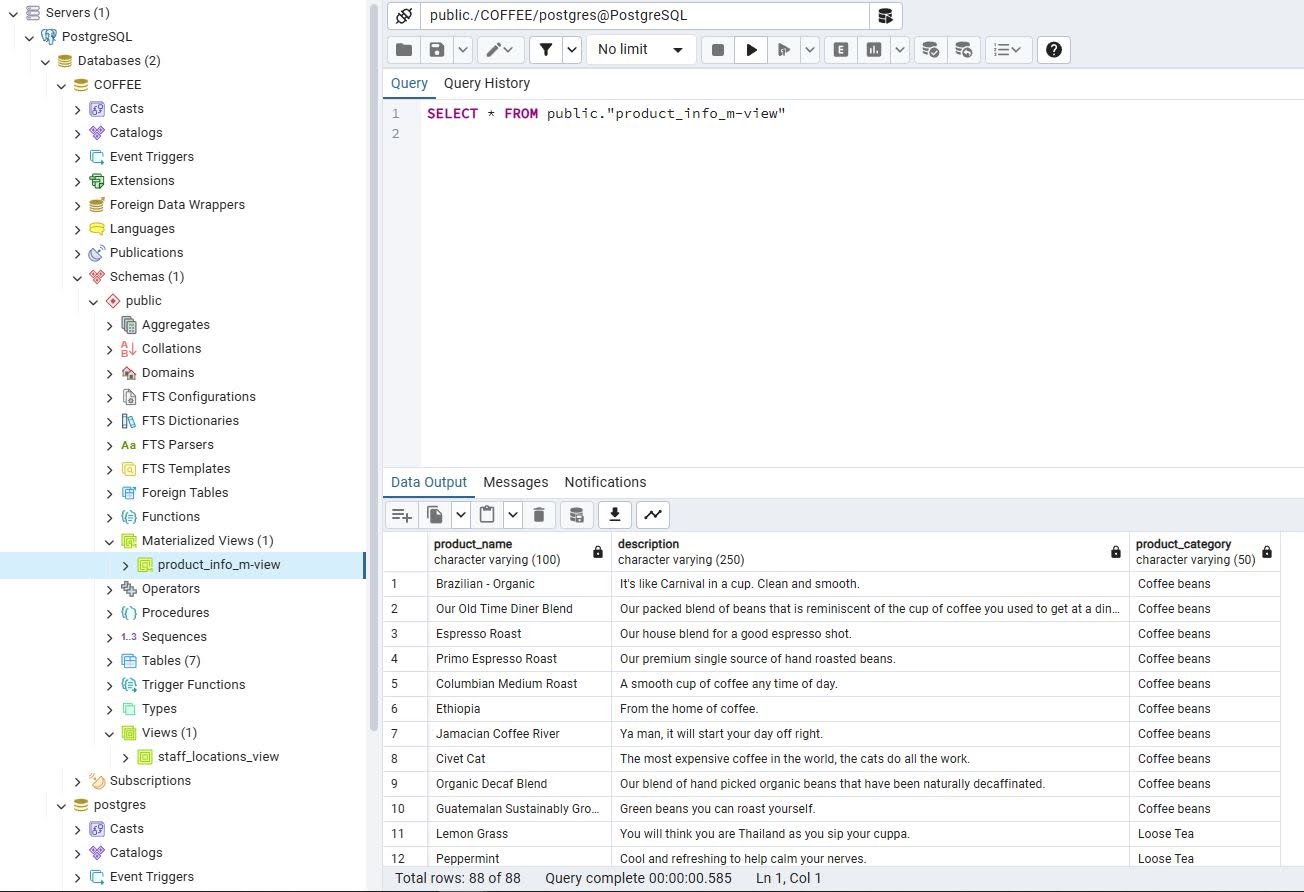 Servers (1)
PostgreSQL
Databases (2)
COFFEE
Casts
Catalogs
Event Triggers
Extensions
Foreign Data Wrappers
Languages
Publications
Schemas (1)
public
Aggregates
Collations
Domains
FTS Configurations
FTS Dictionaries
Aa FTS Parsers
FTS Templates
Foreign Tables
Functions
Materialized Views (1)
product_info_m-view
Operators
Procedures
1..3 Sequences
Tables (7)
Trigger Functions
Types
Views (1)
staff_locations_view
Subscriptions
postgres
Casts
Catalogs
Event Triggers
public./COFFEE/postgres@PostgreSQL
No limit E ?
Query Query History
1 SELECT * FROM public."product_info_m-view"
2
Data Output Messages Notifications
product_name description product_category
character varying (100) character varying (250) character varying (50)
1 Brazilian - Organic It's like Carnival in a cup. Clean and smooth. Coffee beans
2 Our Old Time Diner Blend Our packed blend of beans that is reminiscent of the cup of coffee you used to get at a din... Coffee beans
3 Espresso Roast Our house blend for a good espresso shot. Coffee beans
4 Primo Espresso Roast Our premium single source of hand roasted beans. Coffee beans
5 Columbian Medium Roast A smooth cup of coffee any time of day. Coffee beans
6 Ethiopia From the home of coffee. Coffee beans
7 Jamacian Coffee River Ya man, it will start your day off right. Coffee beans
8 Civet Cat The most expensive coffee in the world, the cats do all the work. Coffee beans
9 Organic Decaf Blend Our blend of hand picked organic beans that have been naturally decaffinated. Coffee beans
10 Guatemalan Sustainably Gro... Green beans you can roast yourself. Coffee beans
11 Lemon Grass You will think you are Thailand as you sip your cuppa. Loose Tea
12 Peppermint Cool and refreshing to help calm your nerves. Loose Tea
Total rows: 88 of 88 Query complete 00:00:00.585 Ln 1, Col 1